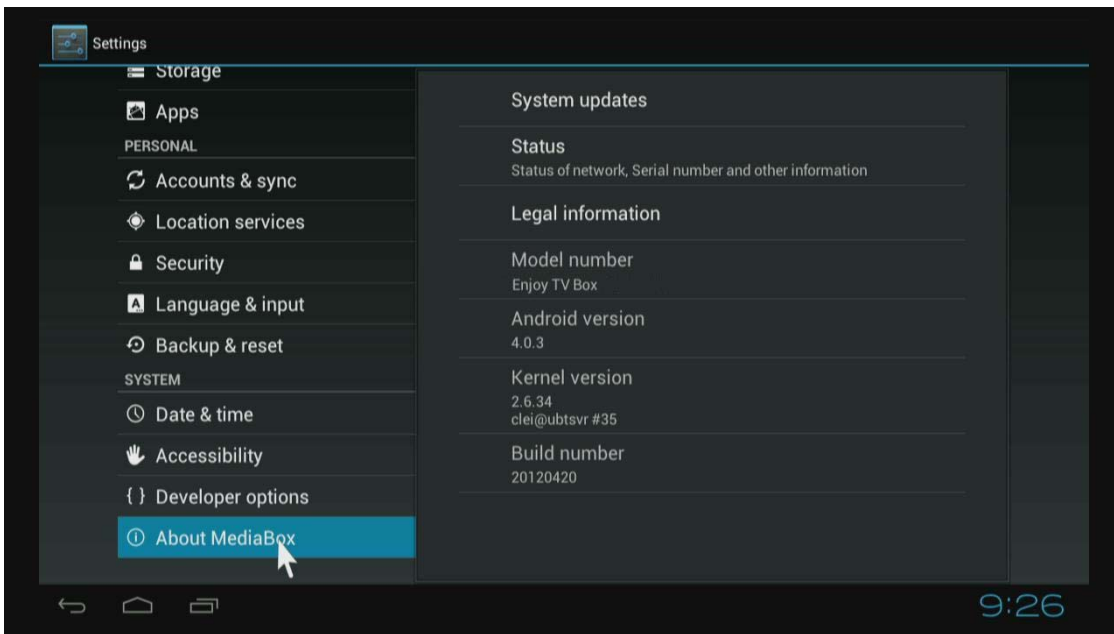 Settings
Storage
Apps
PERSONAL
Accounts & sync
Location services
Security
Language & input
Backup & reset
SYSTEM
Date & time
Accessibility
{ } Developer options
About MediaBox
System updates
Status
Status of network, Serial number and other information
Legal information
Model number
Enjoy TV Box
Android version
4.0.3
Kernel version
2.6.34
clei@ubtsvr #35
Build number
20120420
9:26